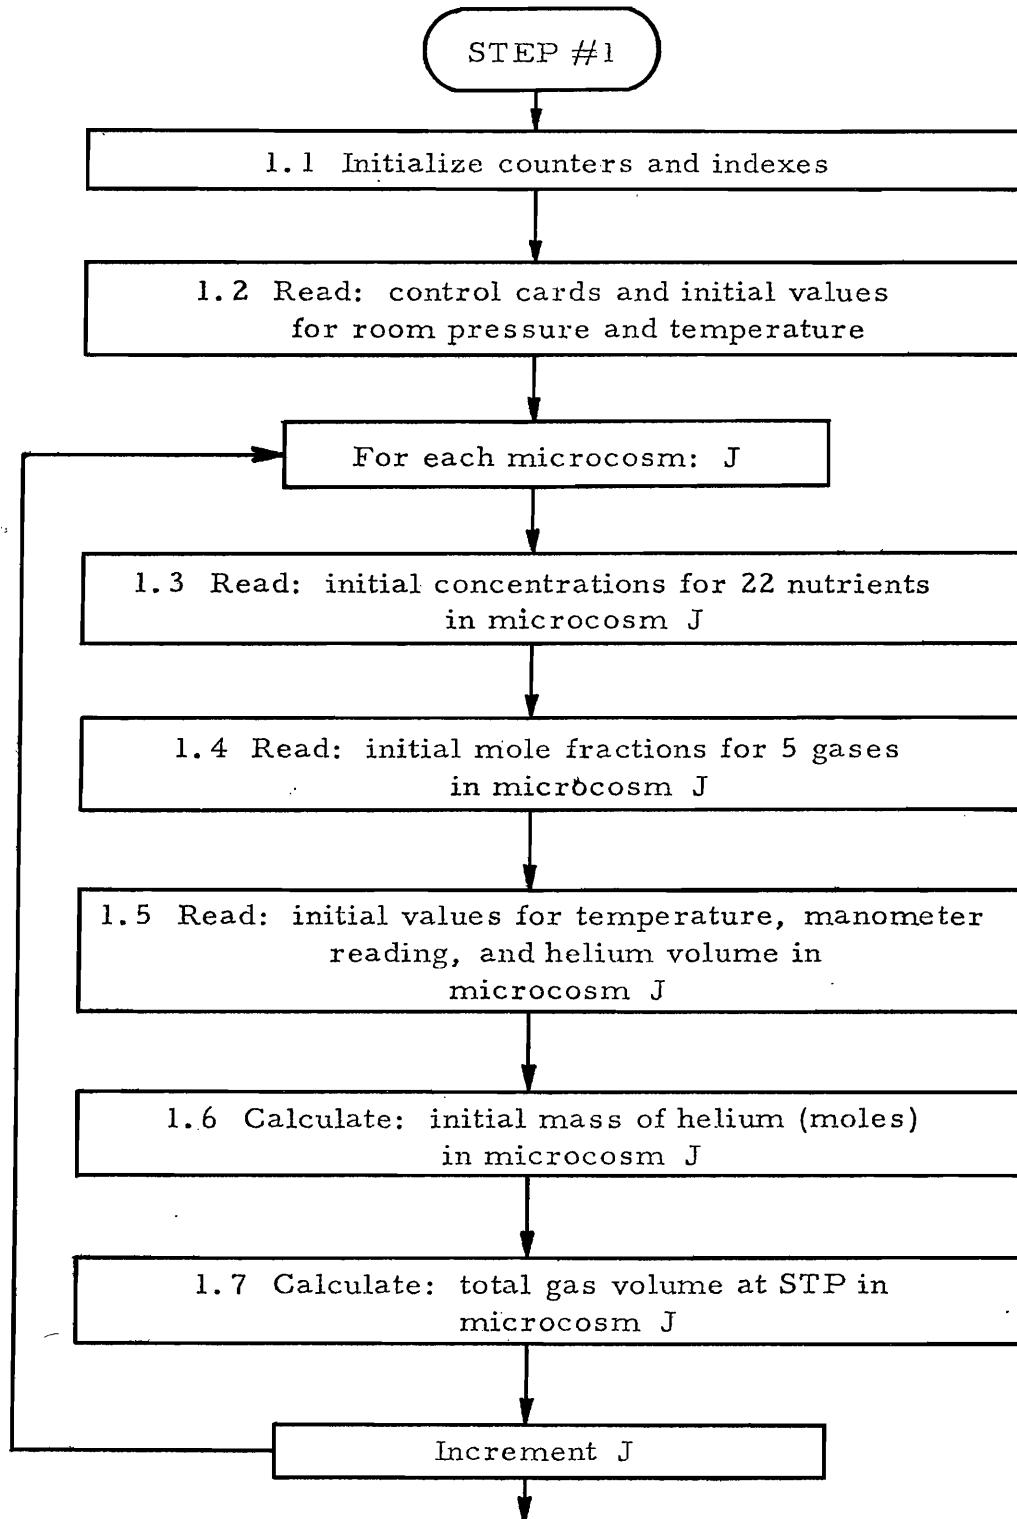 STEP #1
1.1 Initialize counters and indexes
1.2 Read: control cards and initial values
for room pressure and temperature
For each microcosm: J
1.3 Read: initial concentrations for 22 nutrients
in microcosm J
1.4 Read: initial mole fractions for 5 gases
in microcosm J
1.5 Read: initial values for temperature, manometer
reading, and helium volume in
microcosm J
1.6 Calculate: initial mass of helium (moles)
in microcosm J
1.7 Calculate: total gas volume at STP in
microcosm J
Increment J